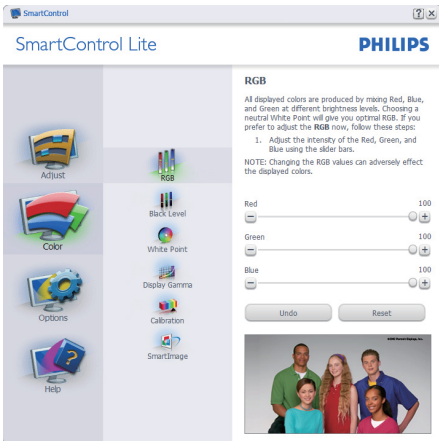 SmartControl
SmartControl Lite
PHILIPS
Adjust
Color
Options
Help
RGB
Black Level
White Point
Display Gamma
Calibration
SmartImage
RGB
All displayed colors are produced by mixing Red, Blue,
and Green at different brightness levels. Choosing a
neutral White Point will give you optimal RGB. If you
prefer to adjust the RGB now, follow these steps:
1. Adjust the intensity of the Red, Green, and
Blue using the slider bars.
NOTE: Changing the RGB values can adversely effect
the displayed colors.
Red 100
Green 100
Blue 100
Undo Reset